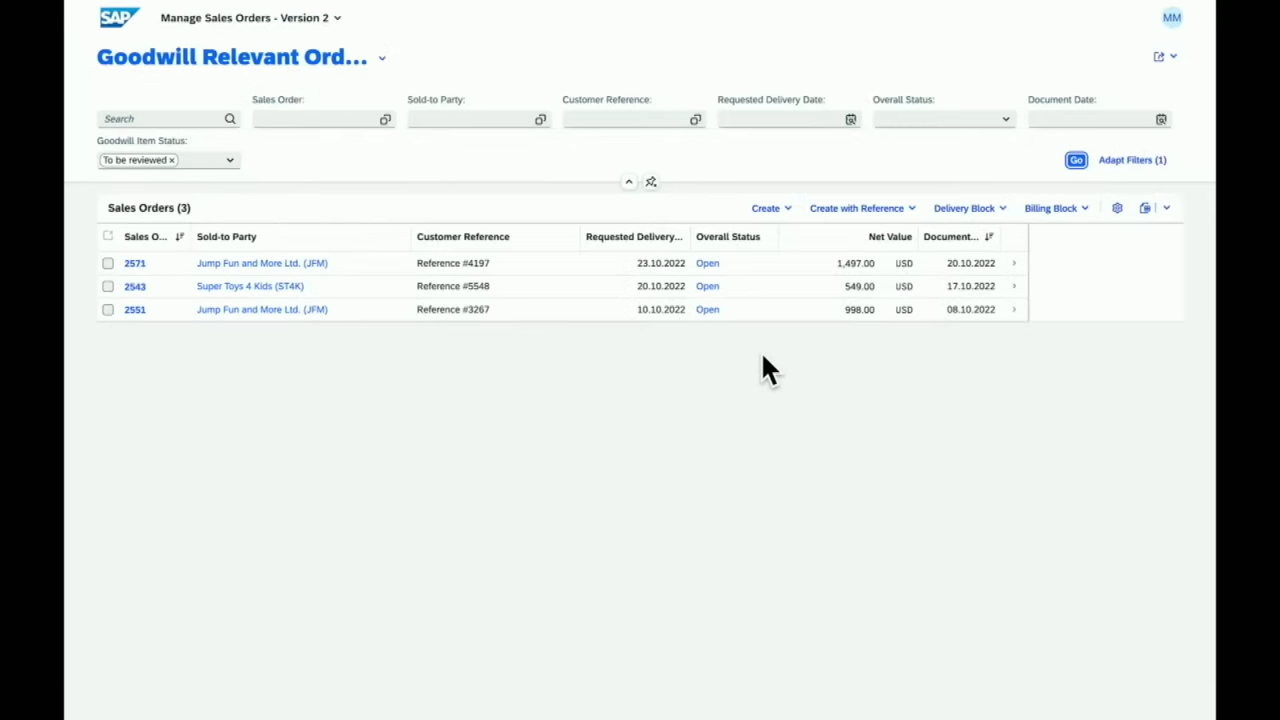 SAP Manage Sales Orders - Version 2 MM
Goodwill Relevant Ord...
Sales Order: Sold-to Party: Customer Reference: Requested Delivery Date: Overall Status: Document Date:
Search
Goodwill Item Status:
To be reviewed × Go Adapt Filters (1)
Sales Orders (3) Create Create with Reference Delivery Block Billing Block
Sales O... Sold-to Party Customer Reference Requested Delivery... Overall Status Net Value Document...
2571 Jump Fun and More Ltd. (JFM) Reference #4197 23.10.2022 Open 1,497.00 USD 20.10.2022
2543 Super Toys 4 Kids (ST4K) Reference #5548 20.10.2022 Open 549.00 USD 17.10.2022
2551 Jump Fun and More Ltd. (JFM) Reference #3267 10.10.2022 Open 998.00 USD 08.10.2022